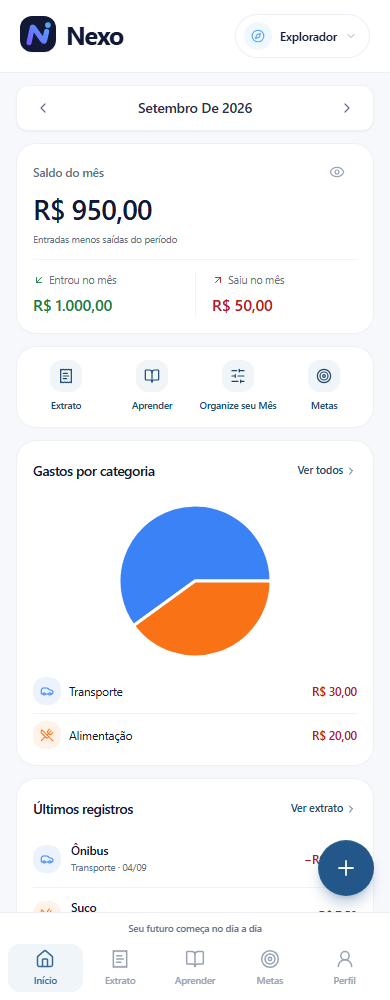 Nexo
Explorador
Setembro De 2026
Saldo do mês
R$ 950,00
Entradas menos saídas do período
Entrou no mês
Saiu no mês
R$ 1.000,00
R$ 50,00
Extrato
Aprender
Organize seu Mês
Metas
Gastos por categoria
Ver todos
Transporte
R$ 30,00
Alimentação
R$ 20,00
Últimos registros
Ver extrato
Ônibus
Transporte · 04/09
Suco
Seu futuro começa no dia a dia
Início
Extrato
Aprender
Metas
Perfil